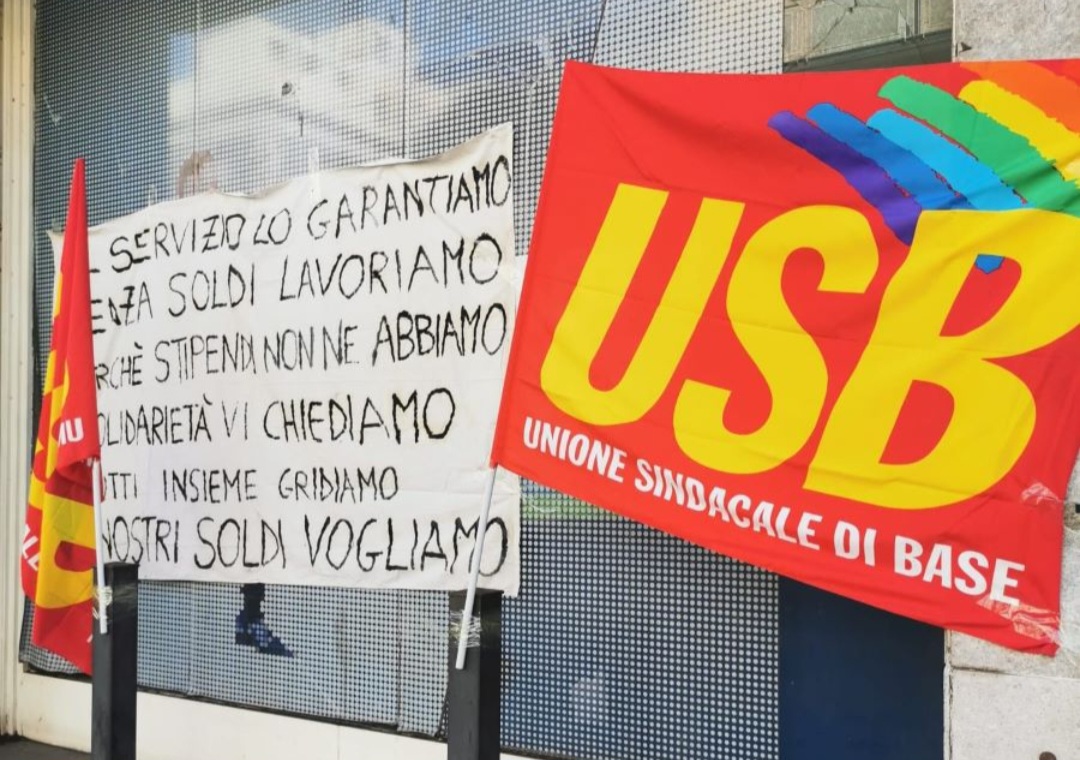 SERVIZIO LO GARANTIAMO
SOLDI LAVORIAMO
STIPENDI NON NE ABBIAMO
VI CHIEDIAMO
INSIEME GRIDIAMO
NOSTRI SOLDI VOGLIAMO
USB
UNIONE SINDACALE DI BASE